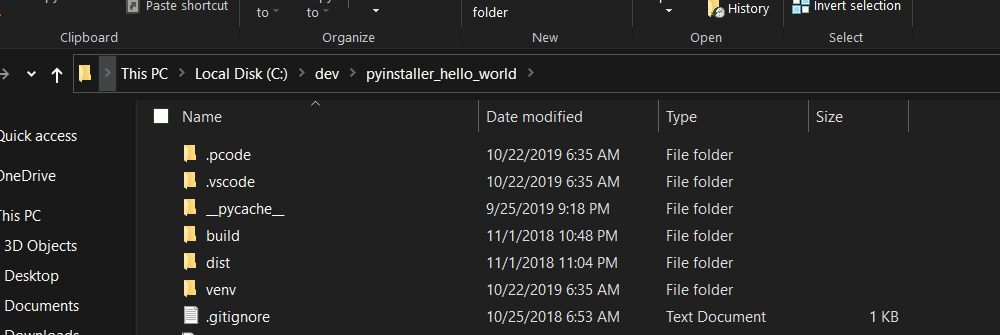 Paste shortcut
to
to
folder
History
Invert selection
Clipboard
Organize
New
Open
Select
This PC
Local Disk (C:)
dev
pyinstaller_hello_world
Name
Date modified
Type
Size
Quick access
OneDrive
This PC
3D Objects
Desktop
Documents
Downloads
.pcode 10/22/2019 6:35 AM File folder
.vscode 10/22/2019 6:35 AM File folder
__pycache__ 9/25/2019 9:18 PM File folder
build 11/1/2018 10:48 PM File folder
dist 11/1/2018 11:04 PM File folder
venv 10/22/2019 6:35 AM File folder
.gitignore 10/25/2018 6:53 AM Text Document 1 KB